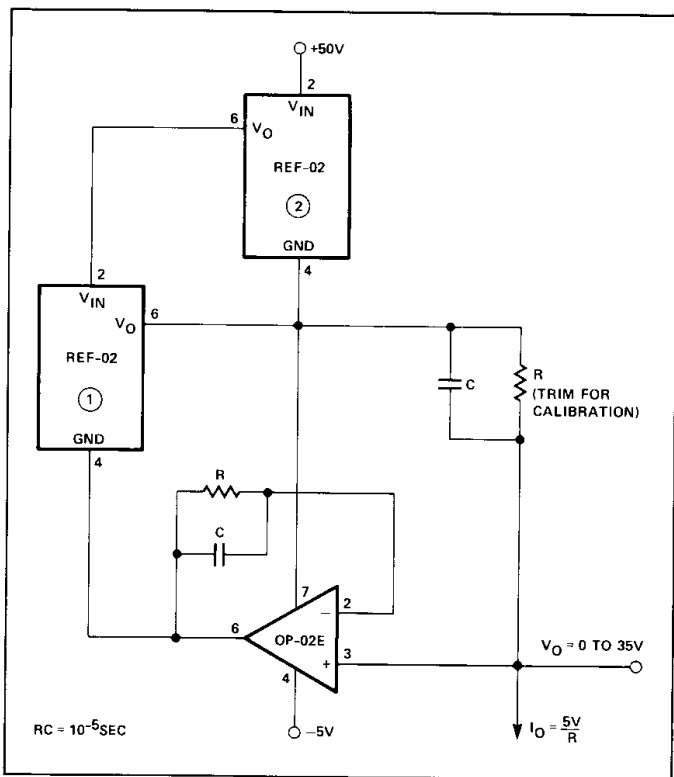 +50V
2
V_IN
6
V_O
REF-02
2
GND
4
2
V_IN
6
V_O
REF-02
1
GND
4
C
R
(TRIM FOR
CALIBRATION)
R
C
7
2
−
6
OP-02E
+
3
4
V_O = 0 TO 35V
−5V
I_O = 5V/R
RC = 10⁻⁵SEC